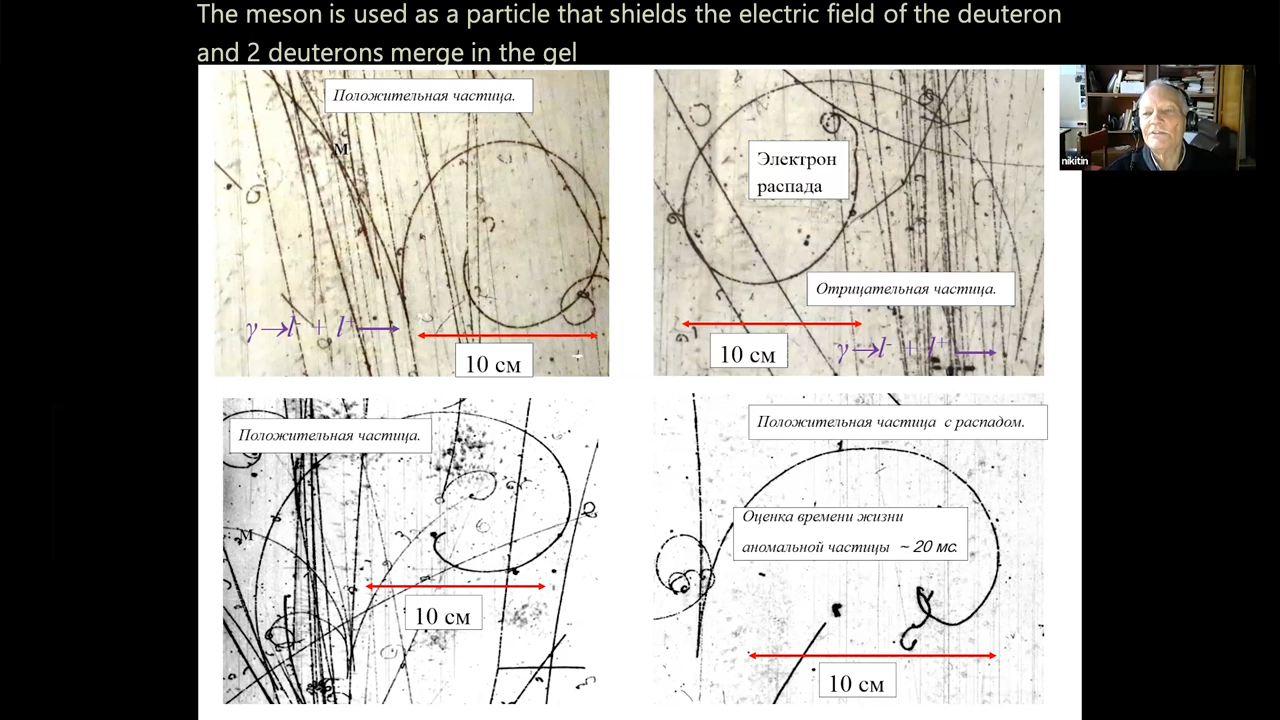 The meson is used as a particle that shields the electric field of the deuteron
and 2 deuterons merge in the gel
Положительная частица.
M
γ→l⁻ + l⁺
10 см
Электрон
распада
Отрицательная частица.
10 см
γ→l⁻ + l⁺
nikitin
Положительная частица.
M
10 см
Положительная частица с распадом.
Оценка времени жизни
аномальной частицы ~ 20 мс.
10 см